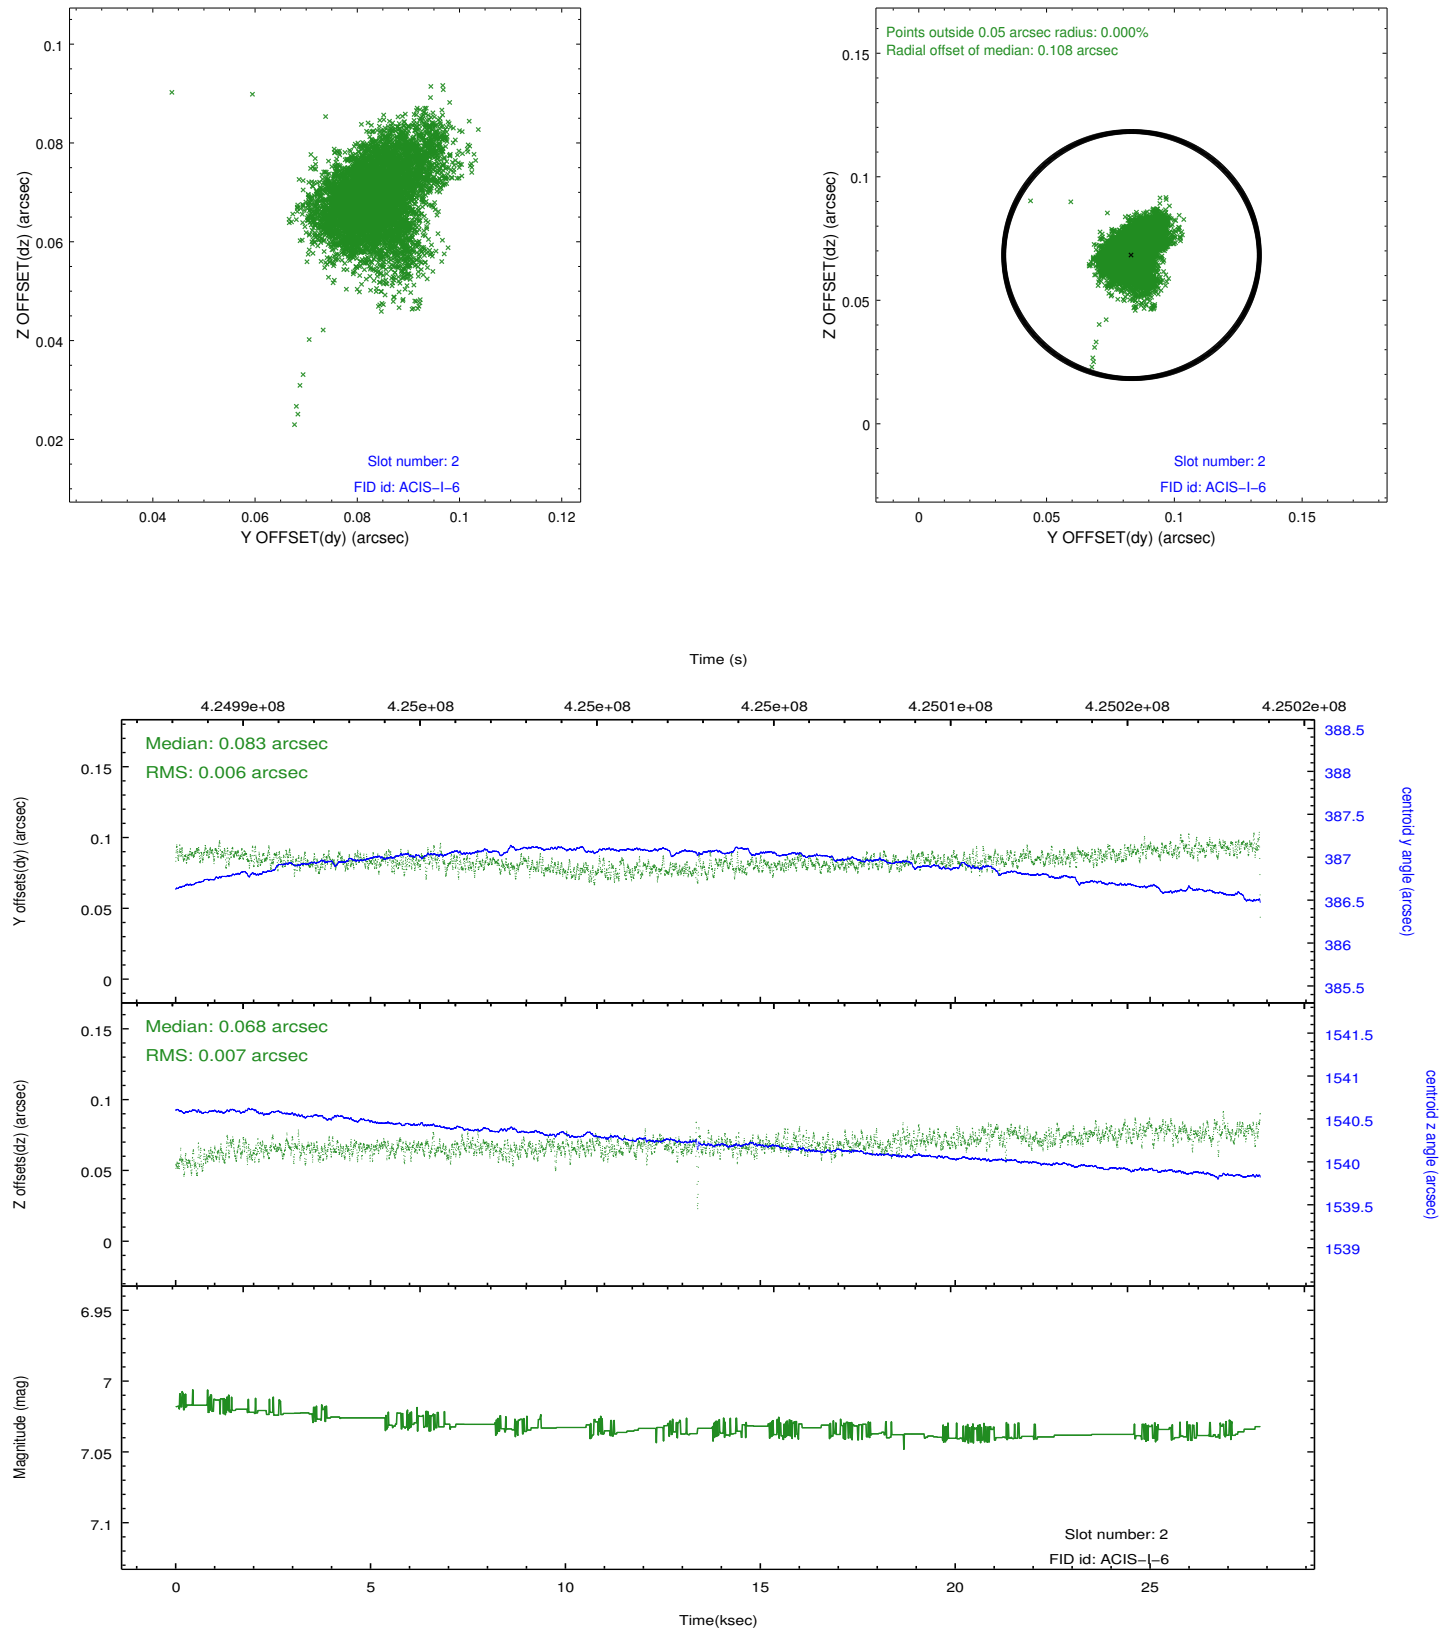 0.1
0.08
0.06
0.04
0.02
Z OFFSET(dz) (arcsec)
Slot number: 2
FID id: ACIS−I−6
0.04 0.06 0.08 0.1 0.12
Y OFFSET(dy) (arcsec)
Points outside 0.05 arcsec radius: 0.000%
Radial offset of median: 0.108 arcsec
0.15
0.1
0.05
0
Z OFFSET(dz) (arcsec)
Slot number: 2
FID id: ACIS−I−6
0 0.05 0.1 0.15
Y OFFSET(dy) (arcsec)
Time (s)
4.2499e+08 4.25e+08 4.25e+08 4.25e+08 4.2501e+08 4.2502e+08 4.2502e+08
Median: 0.083 arcsec
RMS: 0.006 arcsec
0.15
0.1
0.05
0
Y offsets(dy) (arcsec)
388.5
388
387.5
387
386.5
386
385.5
centroid y angle (arcsec)
Median: 0.068 arcsec
RMS: 0.007 arcsec
0.15
0.1
0.05
0
Z offsets(dz) (arcsec)
1541.5
1541
1540.5
1540
1539.5
1539
centroid z angle (arcsec)
6.95
7
7.05
7.1
Magnitude (mag)
Slot number: 2
FID id: ACIS−I−6
0 5 10 15 20 25
Time(ksec)